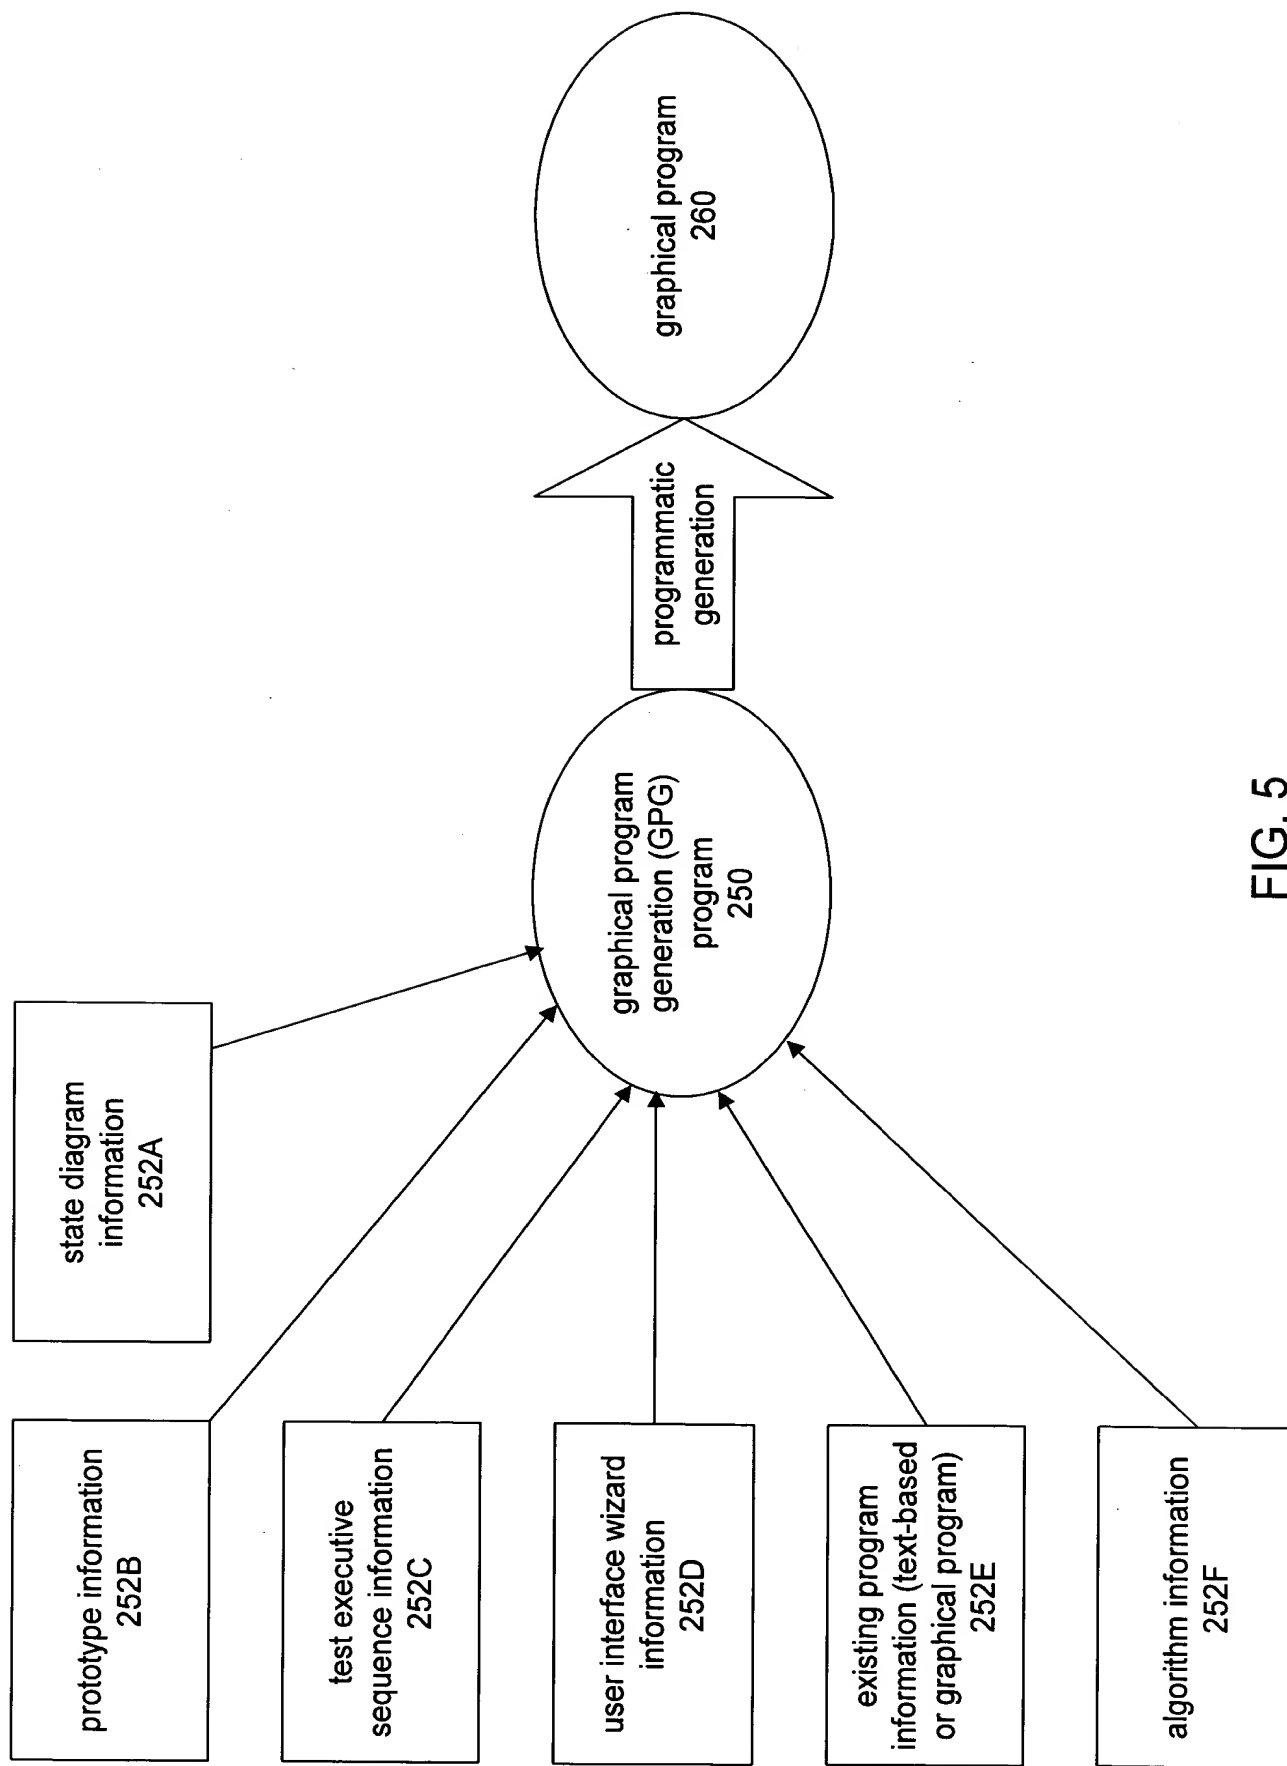 state diagram
information
252A
prototype information
252B
test executive
sequence information
252C
user interface wizard
information
252D
existing program
information (text-based
or graphical program)
252E
algorithm information
252F
graphical program
generation (GPG)
program
250
programmatic
generation
graphical program
260
FIG. 5